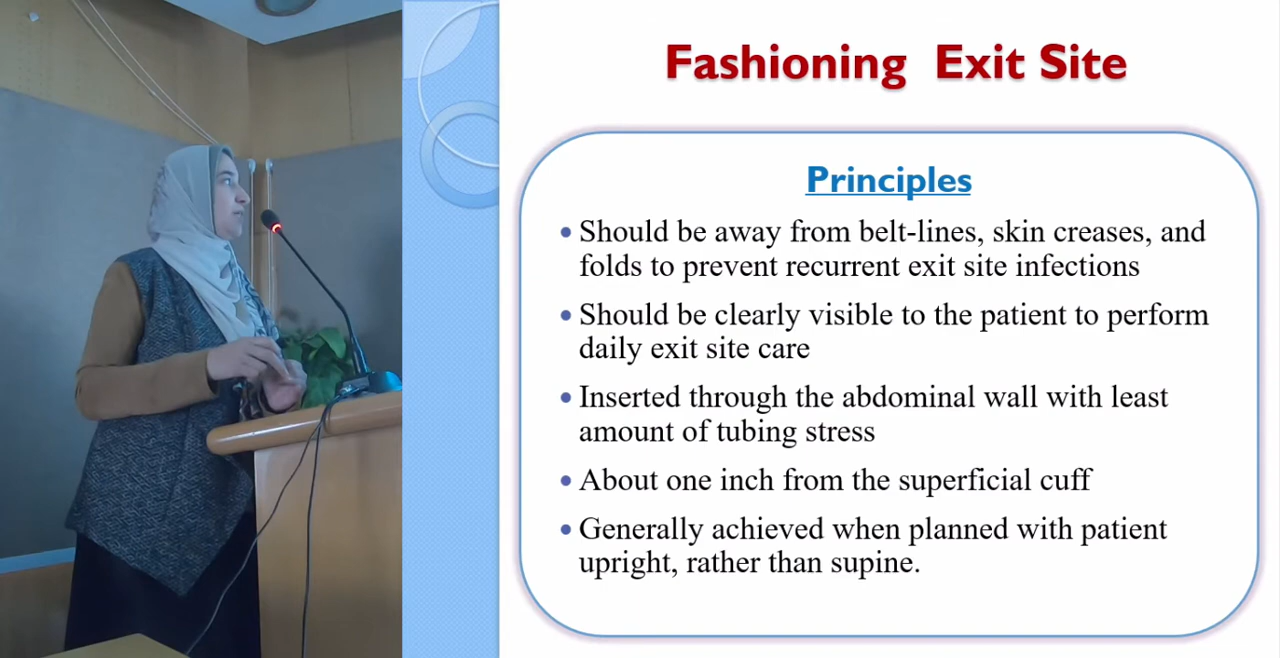 Fashioning Exit Site
Principles
• Should be away from belt-lines, skin creases, and
folds to prevent recurrent exit site infections
• Should be clearly visible to the patient to perform
daily exit site care
• Inserted through the abdominal wall with least
amount of tubing stress
• About one inch from the superficial cuff
• Generally achieved when planned with patient
upright, rather than supine.